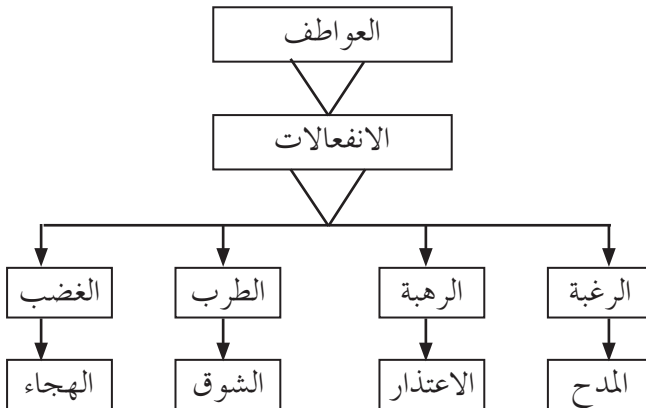 العواطف
الانفعالات
الرغبة الرهبة الطرب الغضب
المدح الاعتذار الشوق الهجاء